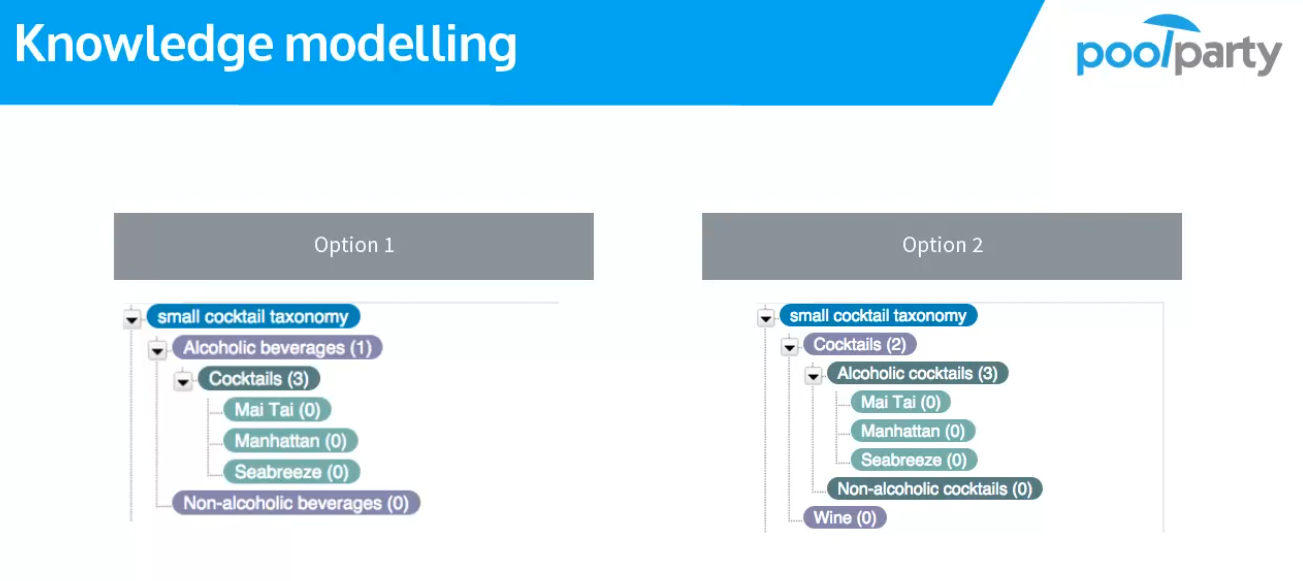 Knowledge modelling
poolparty
Option 1
small cocktail taxonomy
Alcoholic beverages (1)
Cocktails (3)
Mai Tai (0)
Manhattan (0)
Seabreeze (0)
Non-alcoholic beverages (0)
Option 2
small cocktail taxonomy
Cocktails (2)
Alcoholic cocktails (3)
Mai Tai (0)
Manhattan (0)
Seabreeze (0)
Non-alcoholic cocktails (0)
Wine (0)